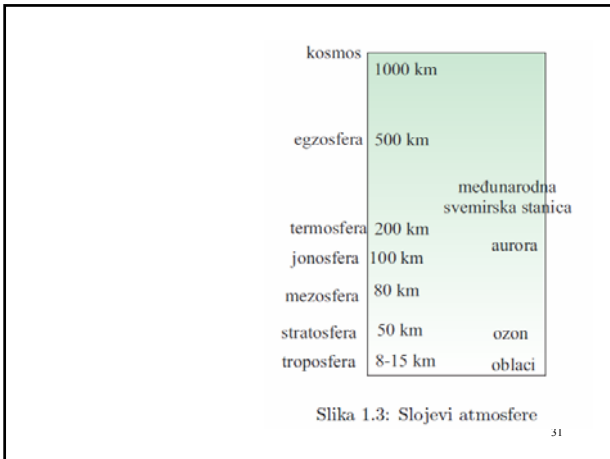 kosmos
1000 km
egzosfera 500 km
međunarodna
svemirska stanica
termosfera 200 km
aurora
jonosfera 100 km
mezosfera 80 km
stratosfera 50 km ozon
troposfera 8-15 km oblaci
Slika 1.3: Slojevi atmosfere
31